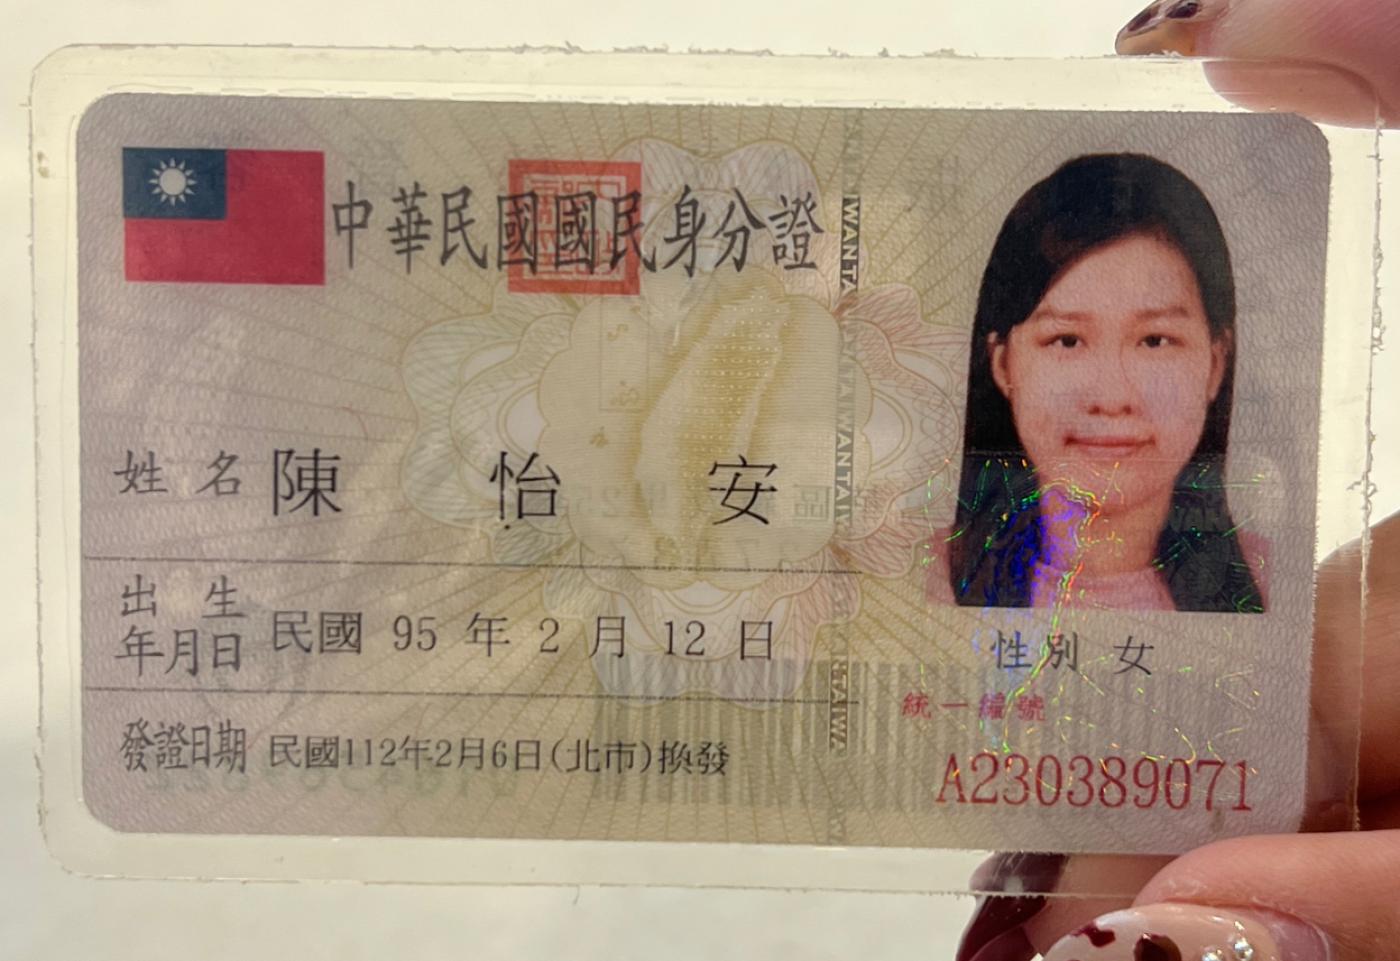 中華民國國民身分證
姓名 陳怡安
出生年月日 民國 95 年 2 月 12 日
發證日期 民國112年2月6日(北市)換發
性別 女
統一編號
A230389071